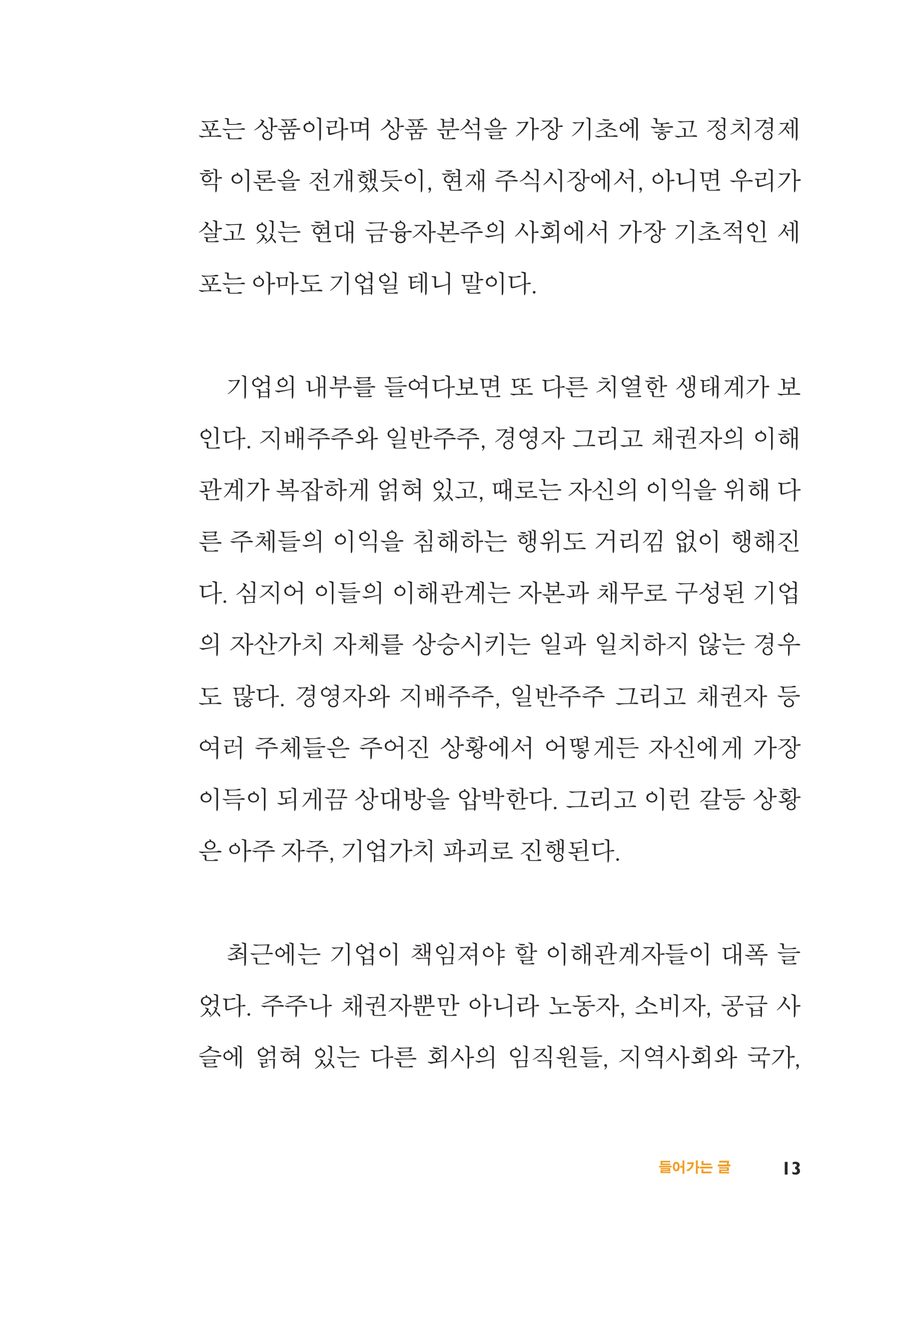 포는 상품이라며 상품 분석을 가장 기초에 놓고 정치경제
학 이론을 전개했듯이, 현재 주식시장에서, 아니면 우리가
살고 있는 현대 금융자본주의 사회에서 가장 기초적인 세
포는 아마도 기업일 테니 말이다.
기업의 내부를 들여다보면 또 다른 치열한 생태계가 보
인다. 지배주주와 일반주주, 경영자 그리고 채권자의 이해
관계가 복잡하게 얽혀 있고, 때로는 자신의 이익을 위해 다
른 주체들의 이익을 침해하는 행위도 거리낌 없이 행해진
다. 심지어 이들의 이해관계는 자본과 채무로 구성된 기업
의 자산가치 자체를 상승시키는 일과 일치하지 않는 경우
도 많다. 경영자와 지배주주, 일반주주 그리고 채권자 등
여러 주체들은 주어진 상황에서 어떻게든 자신에게 가장
이득이 되게끔 상대방을 압박한다. 그리고 이런 갈등 상황
은 아주 자주, 기업가치 파괴로 진행된다.
최근에는 기업이 책임져야 할 이해관계자들이 대폭 늘
었다. 주주나 채권자뿐만 아니라 노동자, 소비자, 공급 사
슬에 얽혀 있는 다른 회사의 임직원들, 지역사회와 국가,
들어가는 글 13